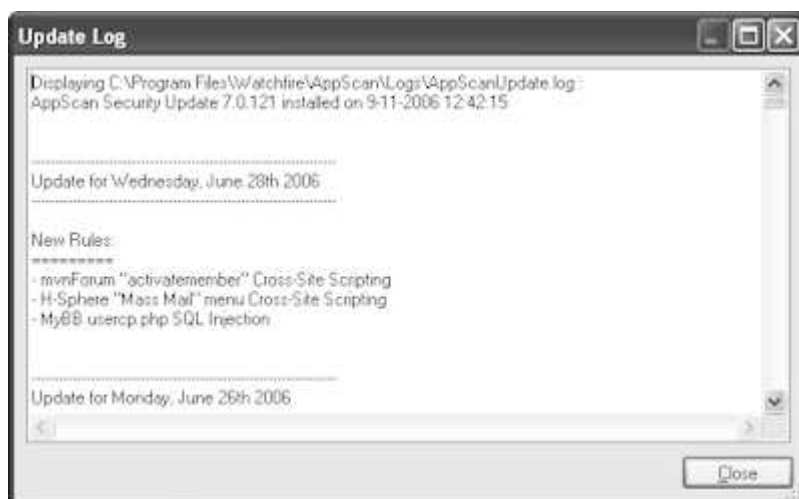 Update Log
Displaying C:\Program Files\Watchfire\AppScan\Logs\AppScanUpdate.log :
AppScan Security Update 7.0.121 installed on 9-11-2006 12:42:15
----------------------------------------------------------------
Update for Wednesday, June 28th 2006
----------------------------------------------------------------
New Rules:
=========
- mvnForum "activatemember" Cross-Site Scripting
- H-Sphere "Mass Mail" menu Cross-Site Scripting
- MyBB usercp.php SQL Injection
----------------------------------------------------------------
Update for Monday, June 26th 2006
Close